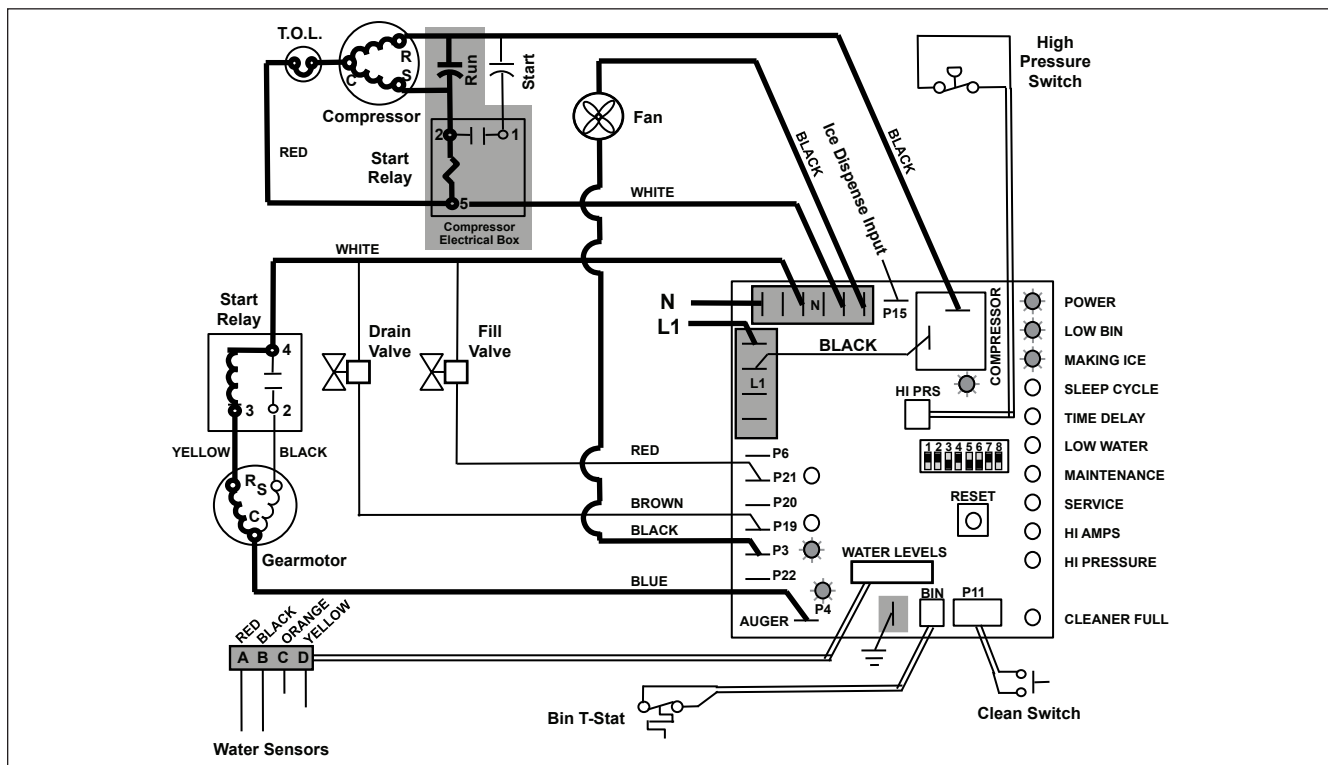 T.O.L.
R
C
S
Compressor
Run
Start
RED
2
1
Start
Relay
5
Compressor
Electrical Box
WHITE
Fan
BLACK
Ice Dispense Input
BLACK
High
Pressure
Switch
WHITE
Start
Relay
4
3
2
YELLOW
BLACK
R
S
C
Gearmotor
Drain
Valve
Fill
Valve
N
L1
N
P15
COMPRESSOR
BLACK
L1
HI PRS
1 2 3 4 5 6 7 8
RESET
RED
BROWN
BLACK
BLUE
P6
P21
P20
P19
P3
P22
P4
AUGER
WATER LEVELS
BIN
P11
POWER
LOW BIN
MAKING ICE
SLEEP CYCLE
TIME DELAY
LOW WATER
MAINTENANCE
SERVICE
HI AMPS
HI PRESSURE
CLEANER FULL
RED
BLACK
ORANGE
YELLOW
A B C D
Water Sensors
Bin T-Stat
Clean Switch